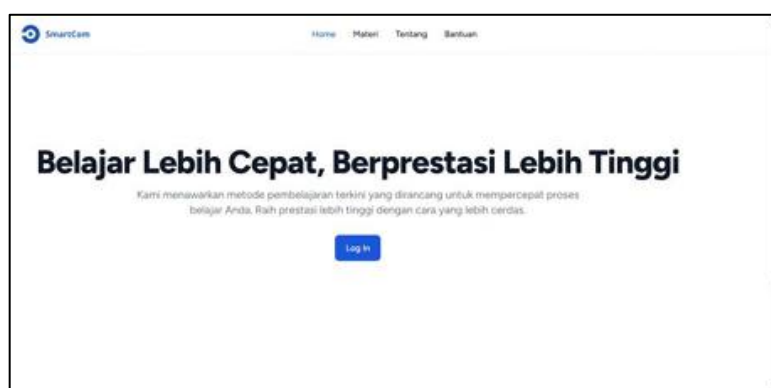 SmartCam
Home Materi Tentang Bantuan
Belajar Lebih Cepat, Berprestasi Lebih Tinggi
Kami menawarkan metode pembelajaran terkini yang dirancang untuk mempercepat proses
belajar Anda. Raih prestasi lebih tinggi dengan cara yang lebih cerdas.
Log In